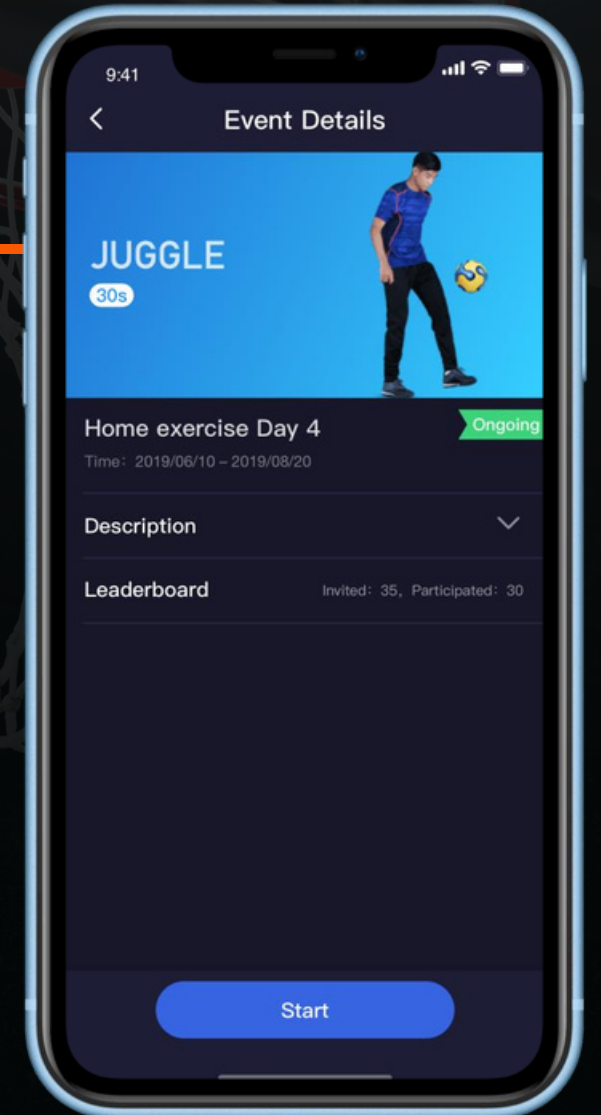 9:41
Event Details
JUGGLE
30s
Home exercise Day 4
Ongoing
Time: 2019/06/10 – 2019/08/20
Description
Leaderboard
Invited: 35, Participated: 30
Start